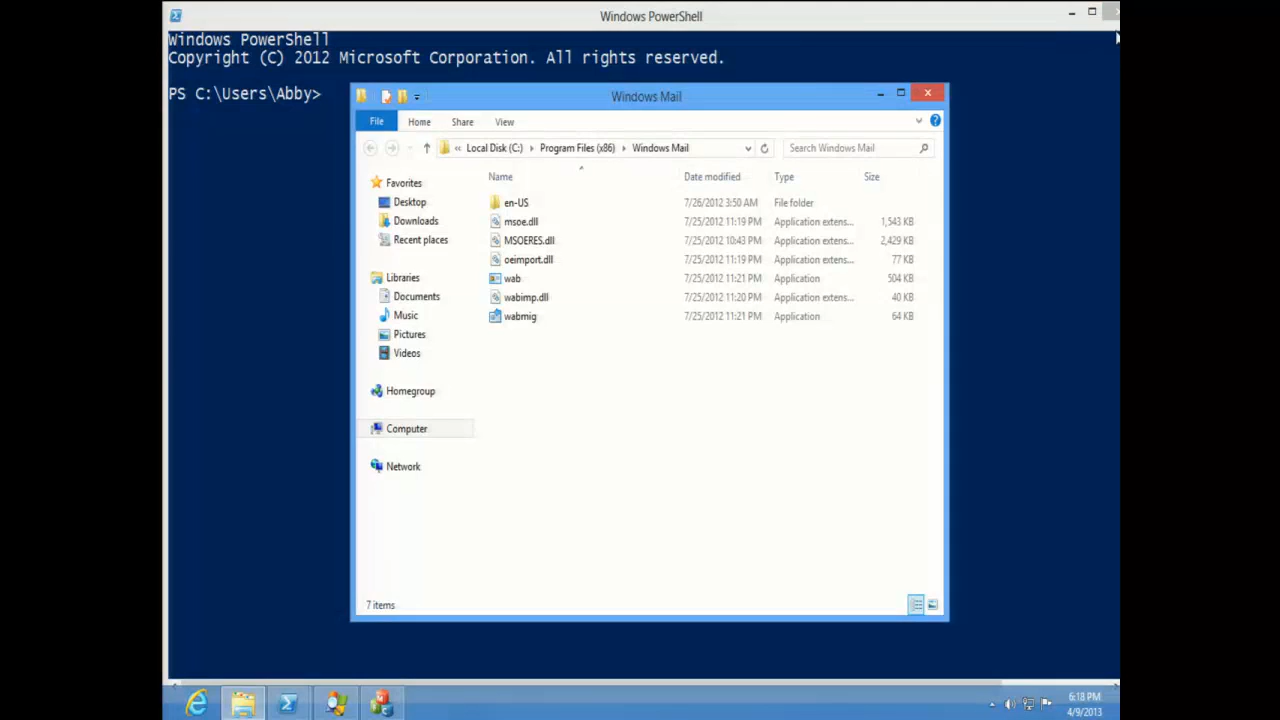 Windows PowerShell
Windows PowerShell
Copyright (C) 2012 Microsoft Corporation. All rights reserved.
PS C:\Users\Abby>
Windows Mail
File Home Share View
« Local Disk (C:) Program Files (x86) Windows Mail Search Windows Mail
Name Date modified Type Size
Favorites
Desktop
Downloads
Recent places
Libraries
Documents
Music
Pictures
Videos
Homegroup
Computer
Network
en-US 7/26/2012 3:50 AM File folder
msoe.dll 7/25/2012 11:19 PM Application extens... 1,543 KB
MSOERES.dll 7/25/2012 10:43 PM Application extens... 2,429 KB
oeimport.dll 7/25/2012 11:19 PM Application extens... 77 KB
wab 7/25/2012 11:21 PM Application 504 KB
wabimp.dll 7/25/2012 11:20 PM Application extens... 40 KB
wabmig 7/25/2012 11:21 PM Application 64 KB
7 items
6:18 PM
4/9/2013